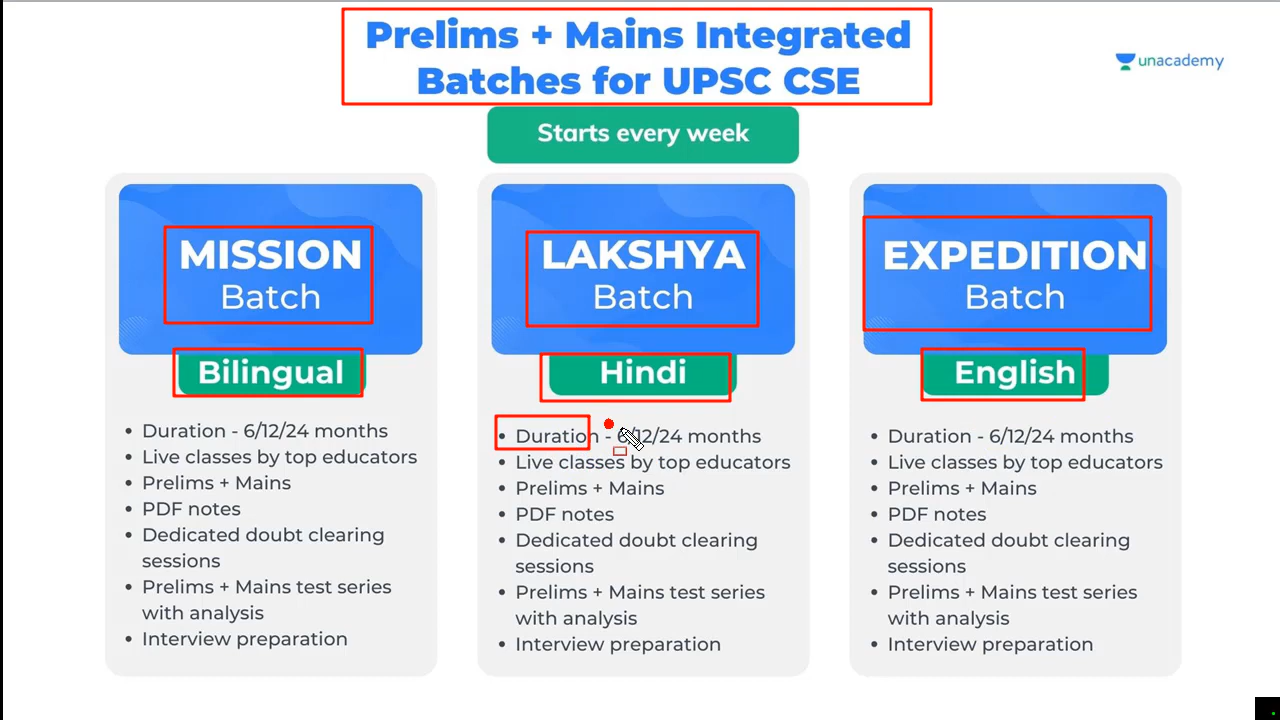 Prelims + Mains Integrated
Batches for UPSC CSE
unacademy
Starts every week
MISSION
Batch
Bilingual
• Duration - 6/12/24 months
• Live classes by top educators
• Prelims + Mains
• PDF notes
• Dedicated doubt clearing
sessions
• Prelims + Mains test series
with analysis
• Interview preparation
LAKSHYA
Batch
Hindi
• Duration - 6/12/24 months
• Live classes by top educators
• Prelims + Mains
• PDF notes
• Dedicated doubt clearing
sessions
• Prelims + Mains test series
with analysis
• Interview preparation
EXPEDITION
Batch
English
• Duration - 6/12/24 months
• Live classes by top educators
• Prelims + Mains
• PDF notes
• Dedicated doubt clearing
sessions
• Prelims + Mains test series
with analysis
• Interview preparation